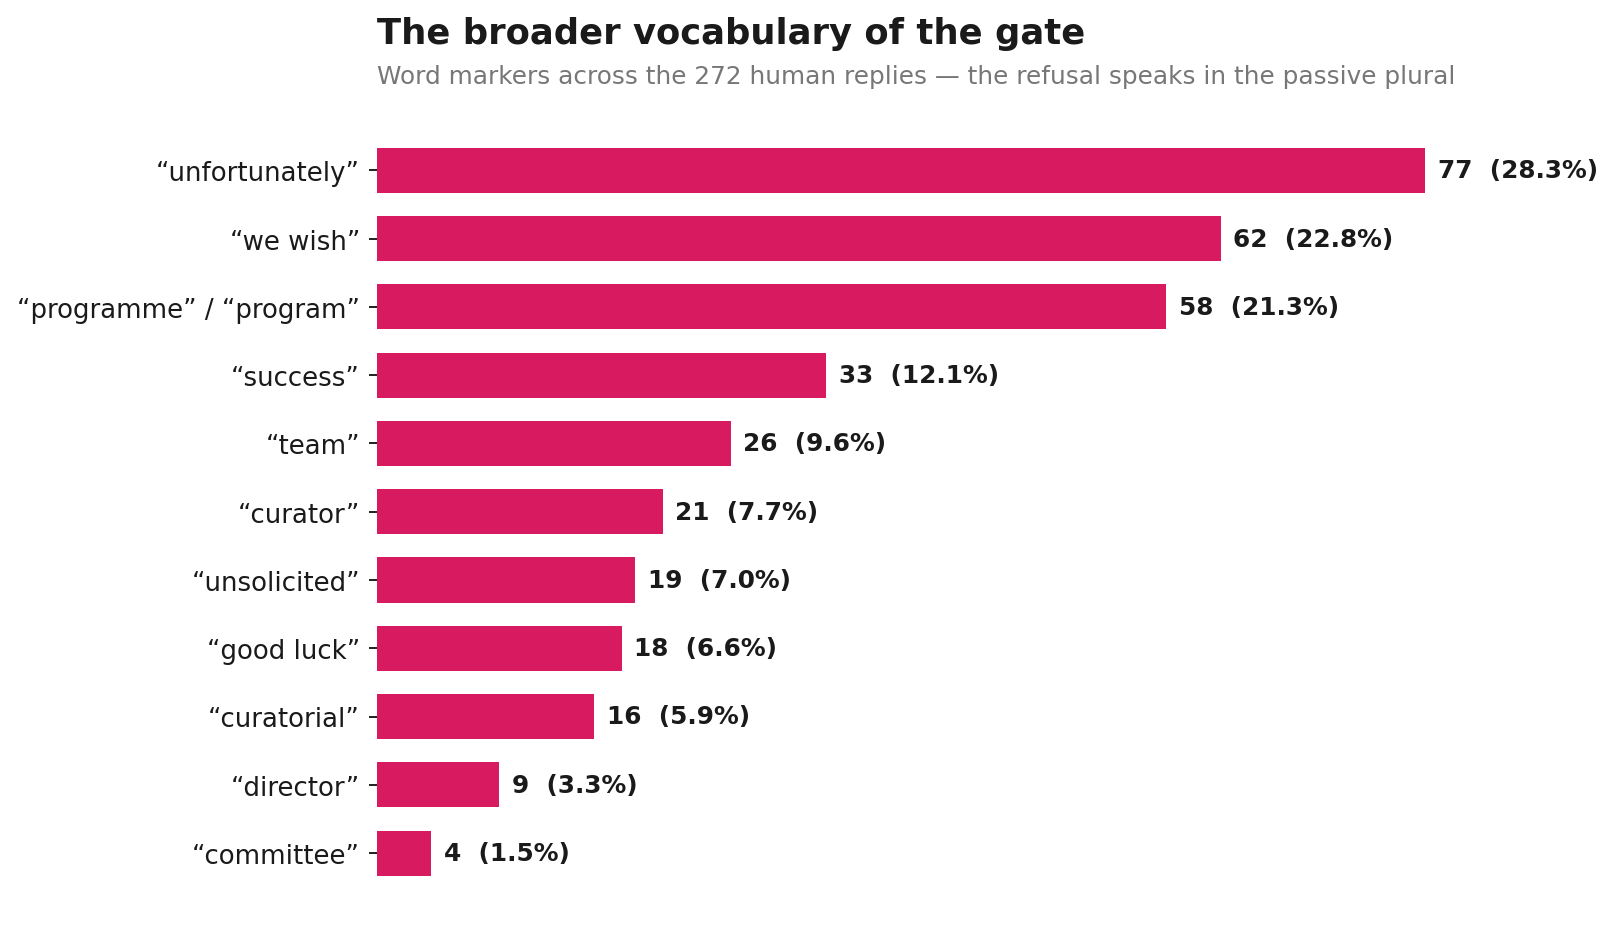 The broader vocabulary of the gate
Word markers across the 272 human replies — the refusal speaks in the passive plural
“unfortunately” 77 (28.3%)
“we wish” 62 (22.8%)
“programme” / “program” 58 (21.3%)
“success” 33 (12.1%)
“team” 26 (9.6%)
“curator” 21 (7.7%)
“unsolicited” 19 (7.0%)
“good luck” 18 (6.6%)
“curatorial” 16 (5.9%)
“director” 9 (3.3%)
“committee” 4 (1.5%)